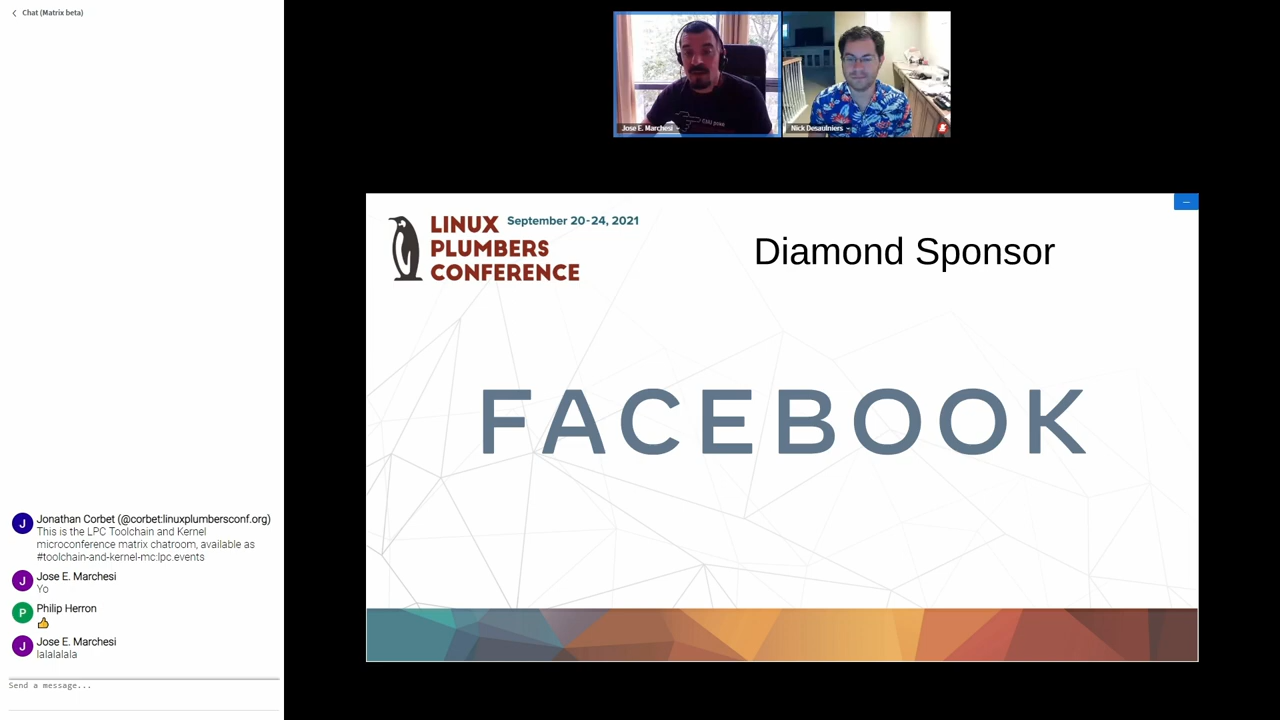 Chat (Matrix beta)
Jose E. Marchesi
Nick Desaulniers
LINUX
September 20-24, 2021
PLUMBERS
CONFERENCE
Diamond Sponsor
FACEBOOK
J
Jonathan Corbet (@corbet:linuxplumbersconf.org)
This is the LPC Toolchain and Kernel
microconference matrix chatroom, available as
#toolchain-and-kernel-mc:lpc.events
J
Jose E. Marchesi
Yo
P
Philip Herron
👍
J
Jose E. Marchesi
lalalalala
Send a message...